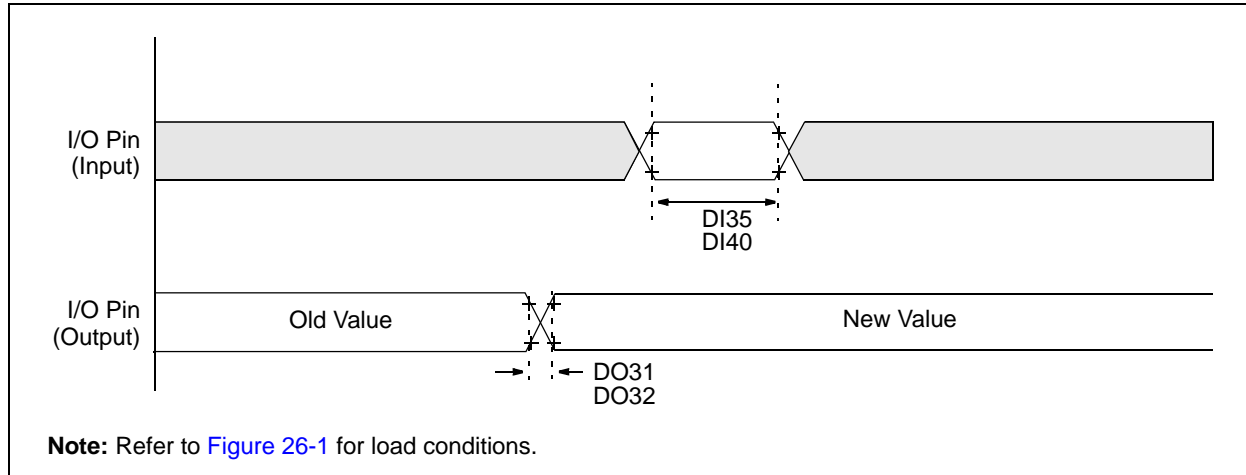 I/O Pin
(Input)
DI35
DI40
I/O Pin
(Output)
Old Value
New Value
DO31
DO32
Note: Refer to Figure 26-1 for load conditions.